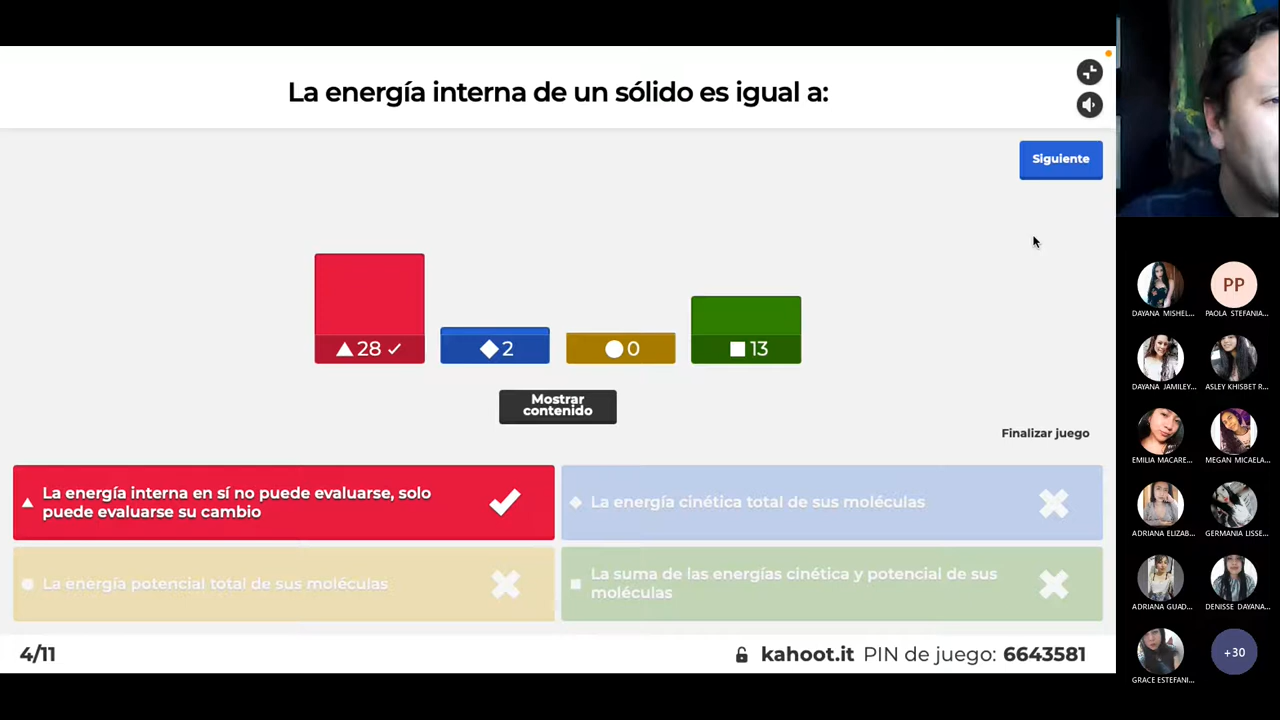 La energía interna de un sólido es igual a:
Siguiente
28
2
0
13
Mostrar
contenido
Finalizar juego
La energía interna en sí no puede evaluarse, solo
puede evaluarse su cambio
La energía cinética total de sus moléculas
La energía potencial total de sus moléculas
La suma de las energías cinética y potencial de sus
moléculas
4/11
kahoot.it PIN de juego: 6643581
PP
DAYANA MISHEL...
PAOLA STEFANIA...
DAYANA JAMILEY...
ASLEY KHISBET R...
EMILIA MACARE...
MEGAN MICAELA...
ADRIANA ELIZAB...
GERMANIA LISSE...
ADRIANA GUAD...
DENISSE DAYANA...
+30
GRACE ESTEFANI...